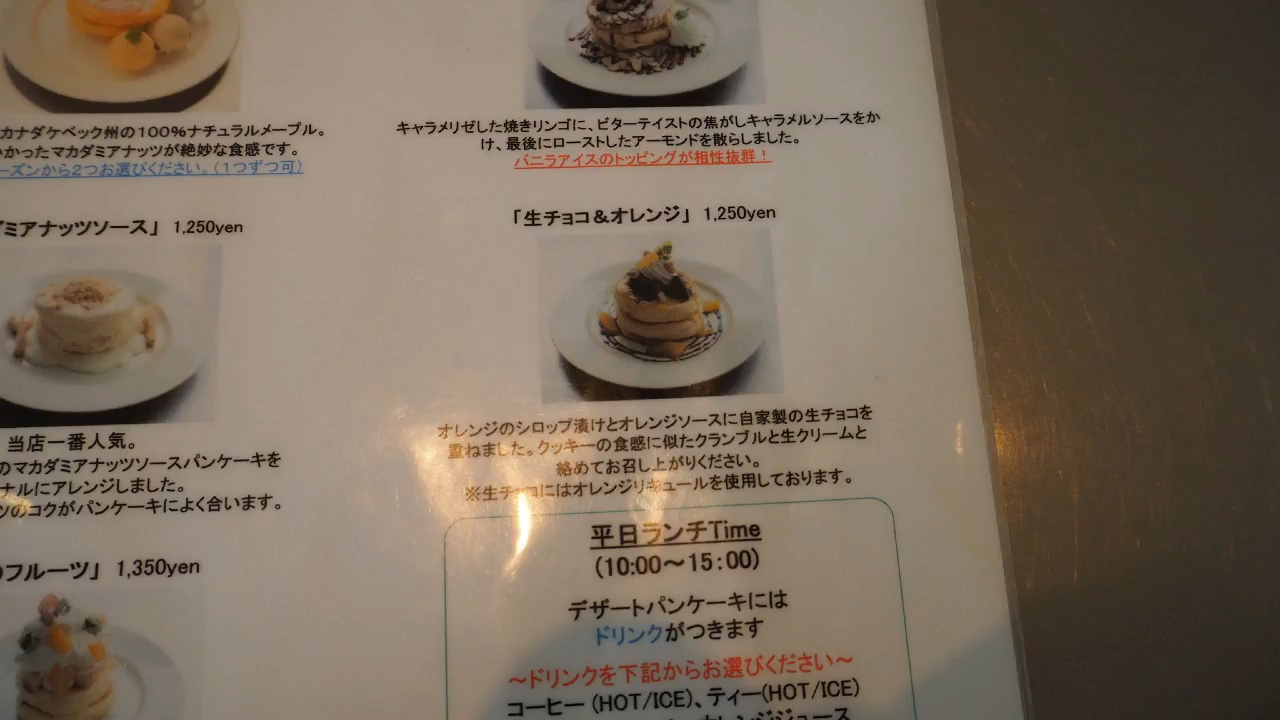 カナダケベック州の100%ナチュラルメープル。
かったマカダミアナッツが絶妙な食感です。
ーズンから2つお選びください。(1つずつ可)
ミアナッツソース」 1,250yen
当店一番人気。
のマカダミアナッツソースパンケーキを
ナルにアレンジしました。
ツのコクがパンケーキによく合います。
フルーツ」 1,350yen
キャラメリゼした焼きリンゴに、ビターテイストの焦がしキャラメルソースをか
け、最後にローストしたアーモンドを散らしました。
バニラアイスのトッピングが相性抜群!
「生チョコ&オレンジ」 1,250yen
オレンジのシロップ漬けとオレンジソースに自家製の生チョコを
重ねました。クッキーの食感に似たクランブルと生クリームと
絡めてお召し上がりください。
※生チョコにはオレンジリキュールを使用しております。
平日ランチTime
(10:00～15:00)
デザートパンケーキには
ドリンクがつきます
～ドリンクを下記からお選びください～
コーヒー (HOT/ICE)、ティー(HOT/ICE)
オレンジジュース